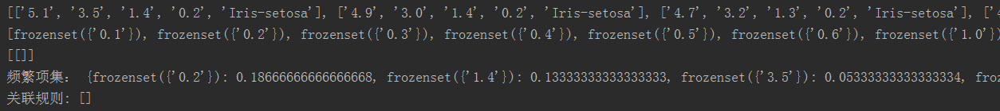 [['5.1', '3.5', '1.4', '0.2', 'Iris-setosa'], ['4.9', '3.0', '1.4', '0.2', 'Iris-setosa'], ['4.7', '3.2', '1.3', '0.2', 'Iris-setosa'], ['4
[frozenset({'0.1'}), frozenset({'0.2'}), frozenset({'0.3'}), frozenset({'0.4'}), frozenset({'0.5'}), frozenset({'0.6'}), frozenset({'1.0'})
[[]]
频繁项集: {frozenset({'0.2'}): 0.18666666666666668, frozenset({'1.4'}): 0.13333333333333333, frozenset({'3.5'}): 0.05333333333333334, froz
关联规则: []